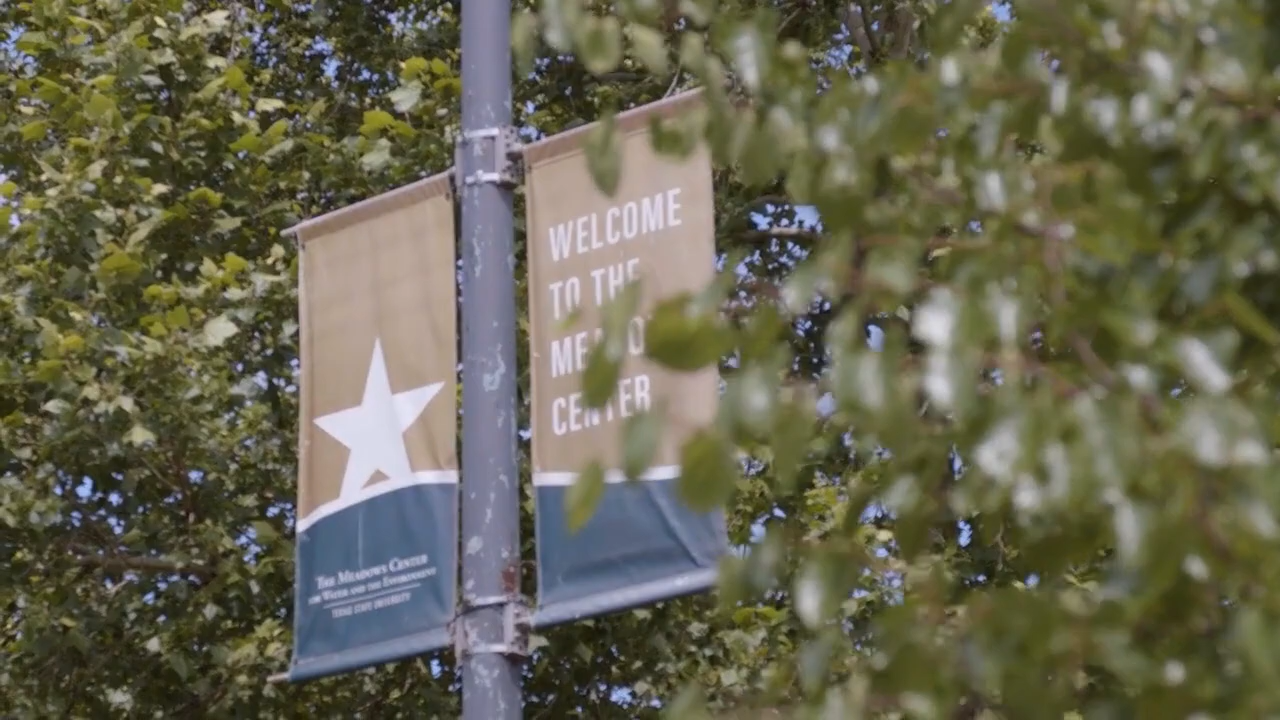 THE MEADOWS CENTER
FOR WATER AND THE ENVIRONMENT
TEXAS STATE UNIVERSITY
WELCOME
TO THE
CENTER